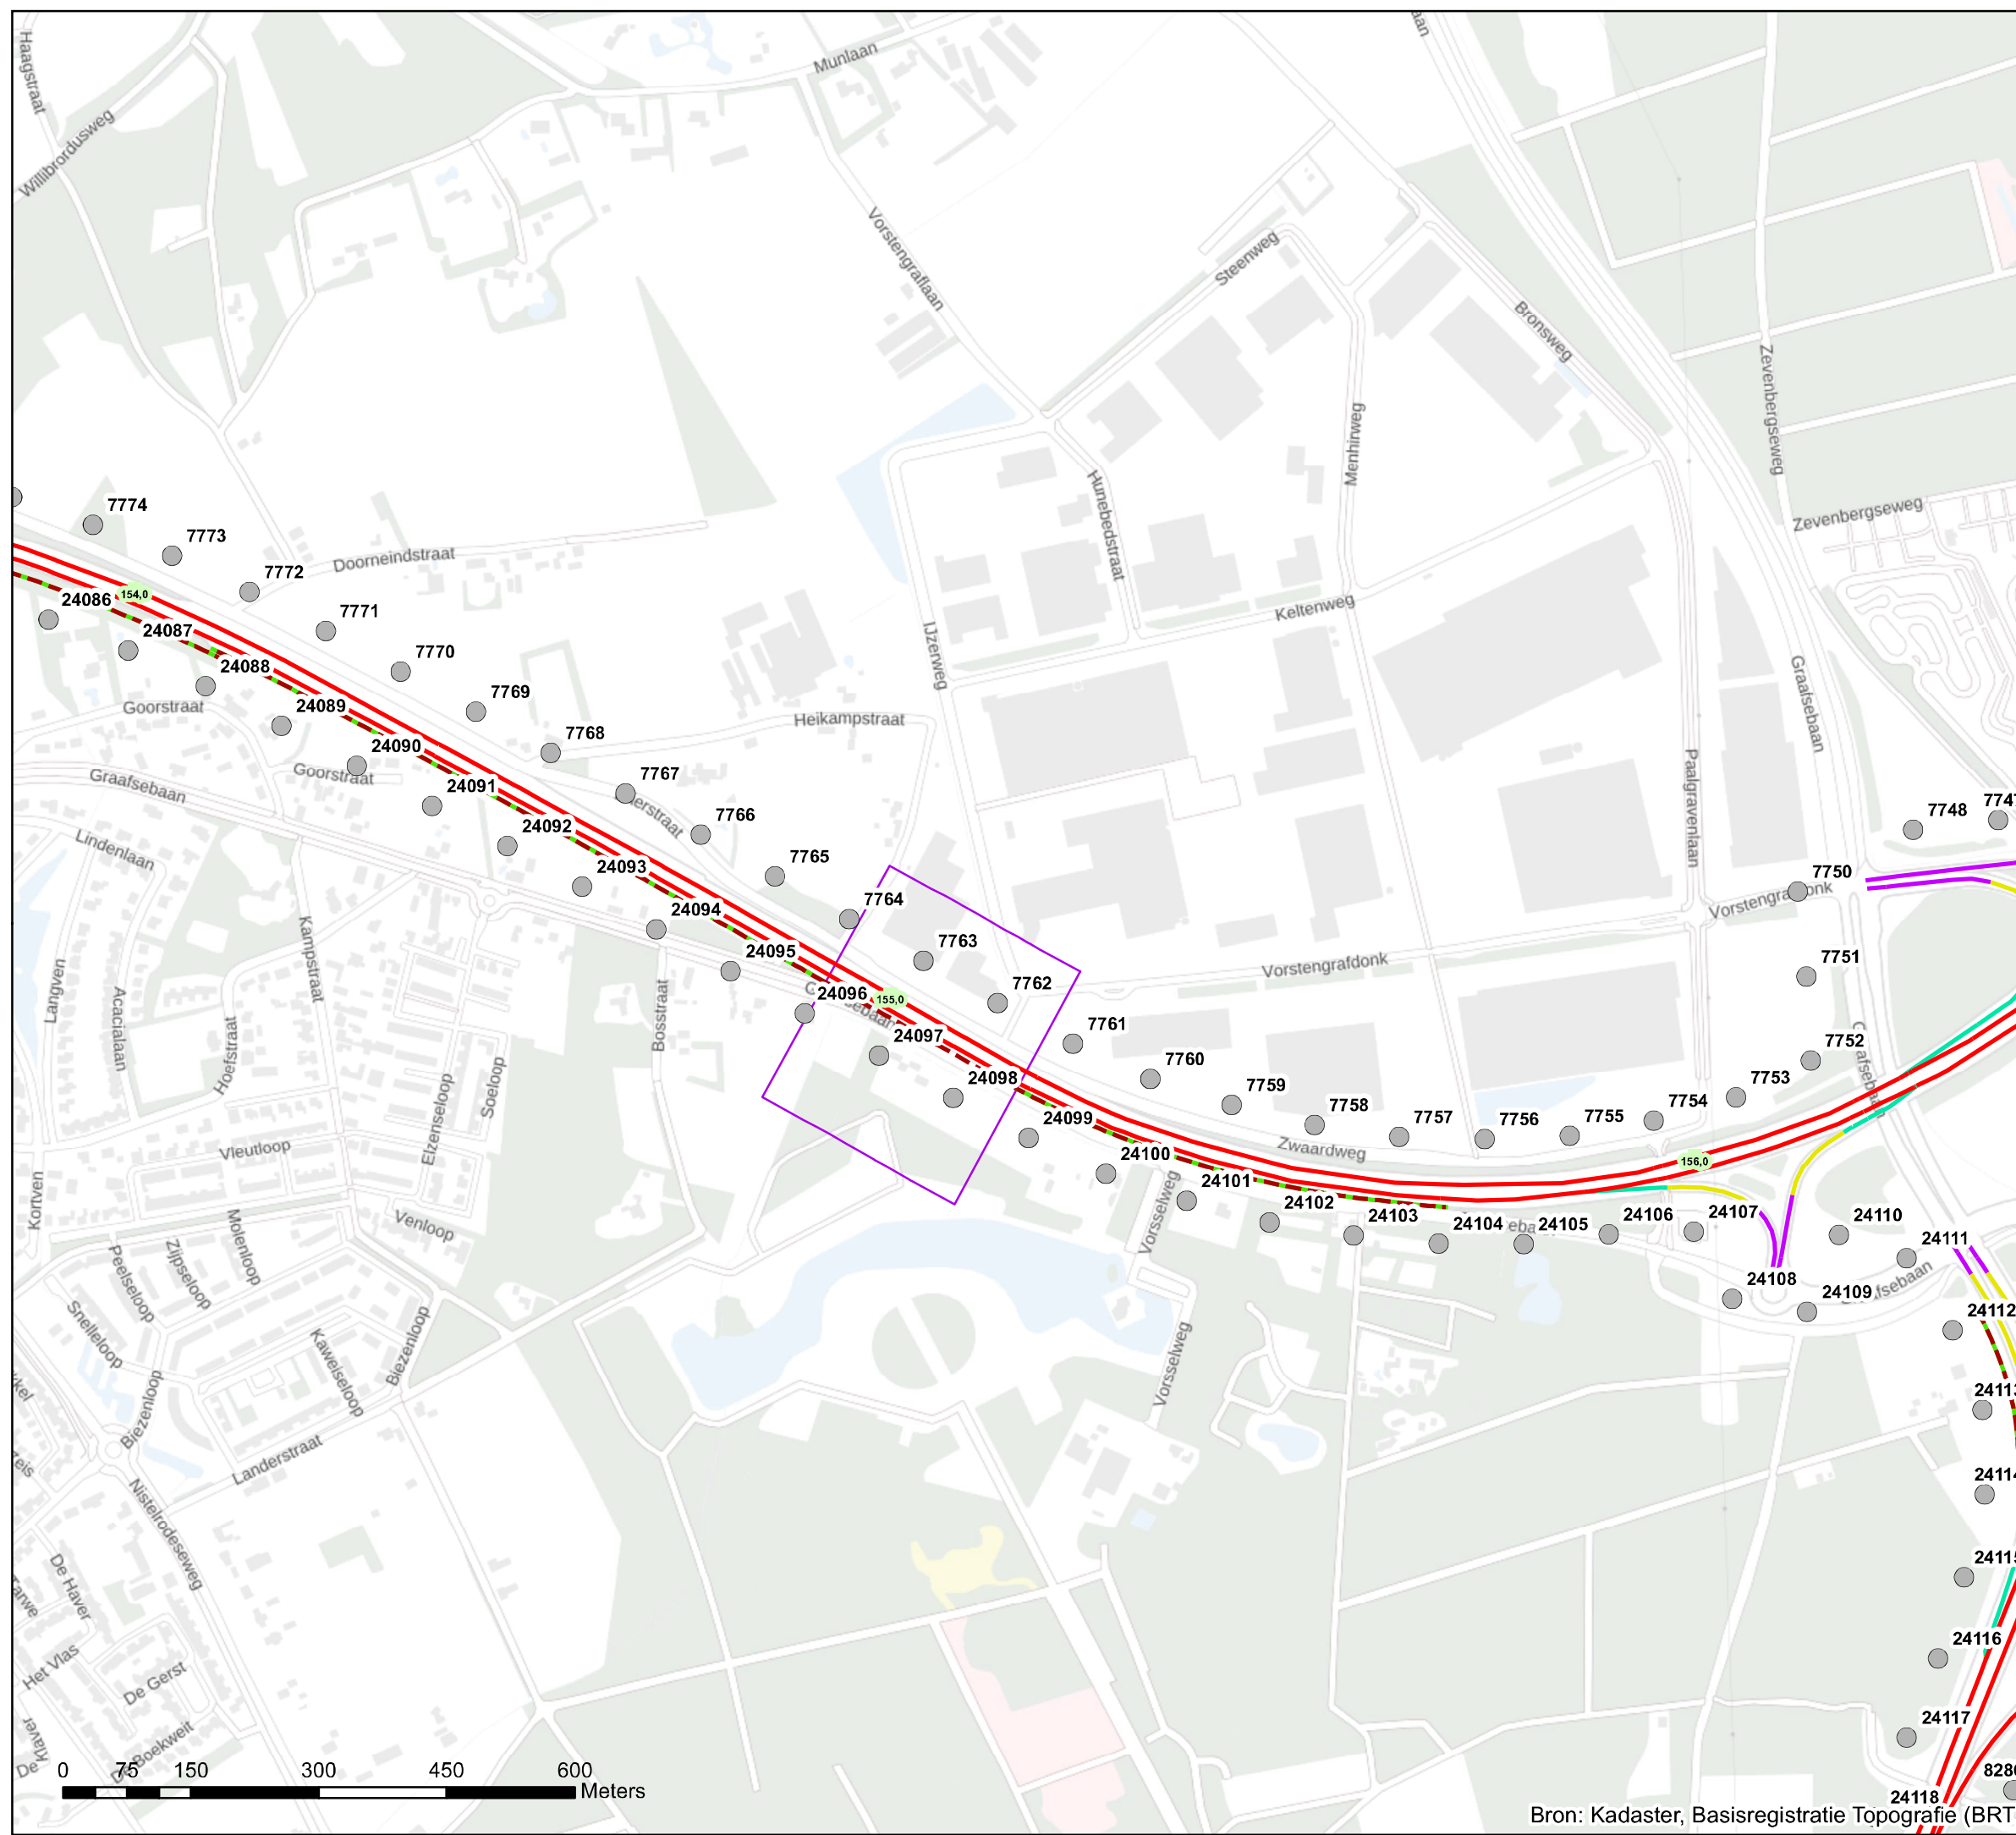 Haagstraat
Willibrordusweg
Munlaan
Vorstengraflaan
Steenweg
Bronsweg
Zevenbergseweg
Menhirweg
Hunebedstraat
Zevenbergseweg
7774
7773
7772
Doorneindstraat
7771
7770
7769
7768
7767
7766
7765
7764
7763
7762
7761
7760
7759
7758
7757
7756
7755
7754
7753
7752
7751
7750
7748
154,0
24086
24087
24088
24089
24090
24091
24092
24093
24094
24095
24096
155,0
24097
24098
24099
24100
24101
24102
24103
24104
24105
24106
156,0
24107
24108
24109
24110
24111
24112
24116
24117
24118
Keltenweg
IJzerweg
Heikampstraat
Graafsebaan
Paalgravenlaan
Vorstengrafdonk
Zwaardweg
Goorstraat
Goorstraat
Graafsebaan
Lindenlaan
Langven
Acacialaan
Kampstraat
Hoefstraat
Bosstraat
Elzenseloop
Soeloop
Vleutloop
Kortven
Venloop
Molenloop
Zijpseloop
Peelseloop
Snelleloop
Kaweiseloop
Biezenloop
Biezenloop
Landerstraat
Nistelrodeseweg
Vorsselweg
Vorsselweg
De Haver
Het Vlas
De Gerst
0 75 150 300 450 600
Meters
Bron: Kadaster, Basisregistratie Topografie (BRT